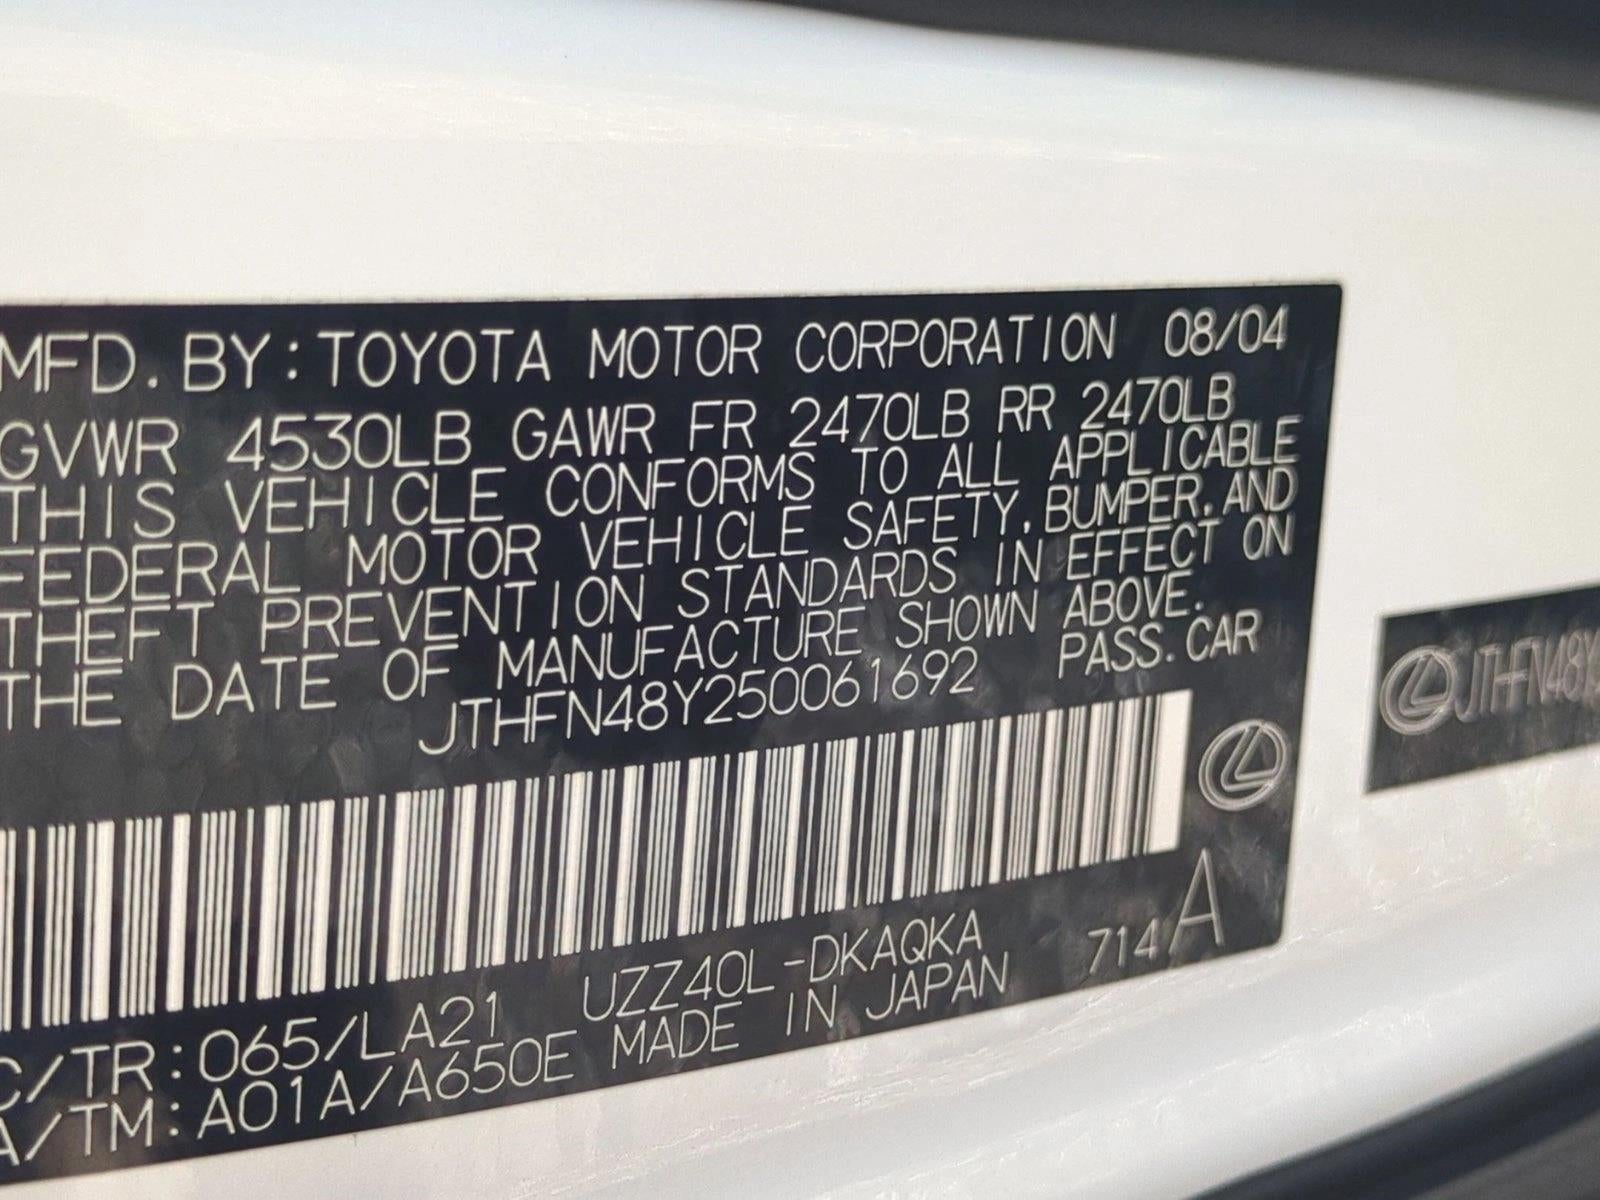 MFD. BY: TOYOTA MOTOR CORPORATION 08/04
GVWR 4530LB GAWR FR 2470LB RR 2470LB
THIS VEHICLE CONFORMS TO ALL APPLICABLE
FEDERAL MOTOR VEHICLE SAFETY, BUMPER, AND
THEFT PREVENTION STANDARDS IN EFFECT ON
THE DATE OF MANUFACTURE SHOWN ABOVE.
JTHFN48Y250061692 PASS. CAR
C/TR: 065/LA21 UZZ40L-DKAQKA 714 A
A/TM: A01A/A650E MADE IN JAPAN
JTHFN48Y